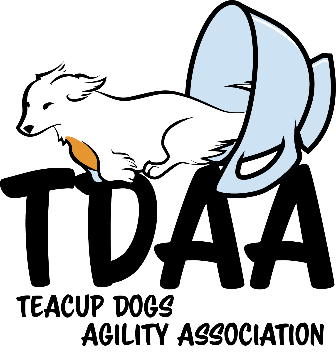 TDAA
TEACUP DOGS
AGILITY ASSOCIATION